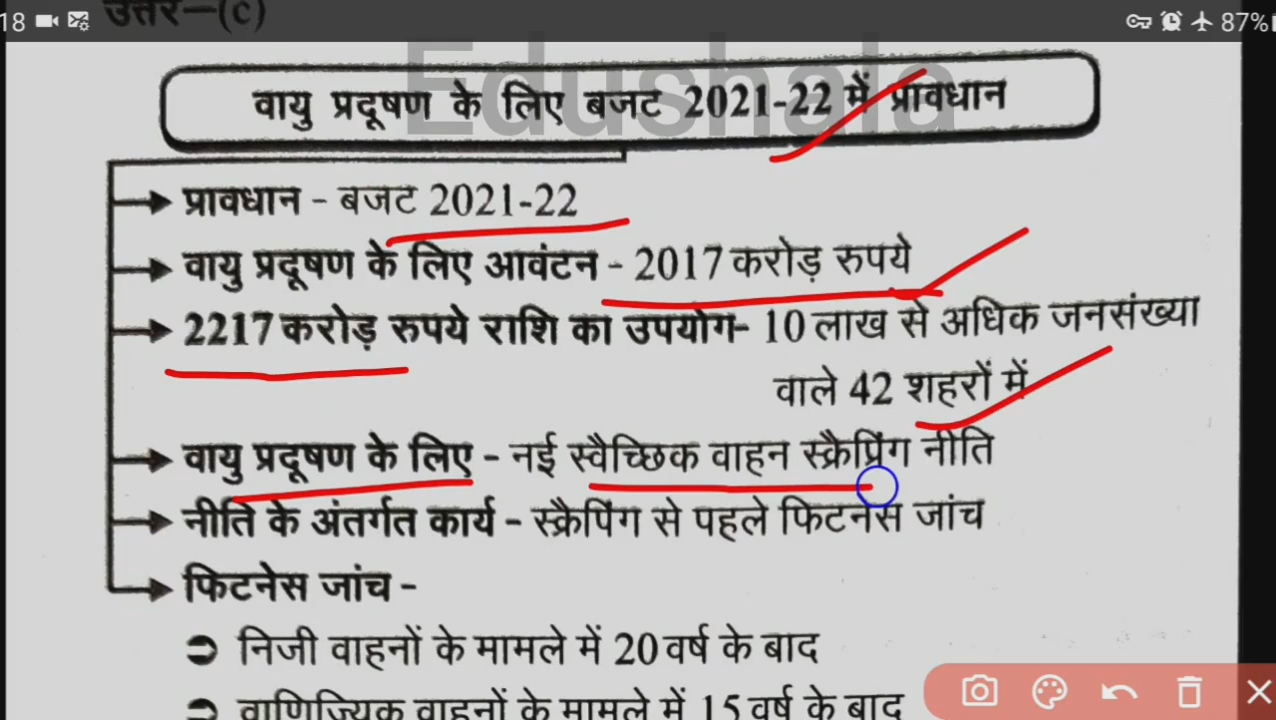 18
87%
उत्तर—(c)
Edushala
वायु प्रदूषण के लिए बजट 2021-22 में प्रावधान
प्रावधान - बजट 2021-22
वायु प्रदूषण के लिए आवंटन - 2017 करोड़ रुपये
2217 करोड़ रुपये राशि का उपयोग- 10 लाख से अधिक जनसंख्या
वाले 42 शहरों में
वायु प्रदूषण के लिए - नई स्वैच्छिक वाहन स्क्रैप्रिंग नीति
नीति के अंतर्गत कार्य - स्क्रैपिंग से पहले फिटनेस जांच
फिटनेस जांच -
निजी वाहनों के मामले में 20 वर्ष के बाद
वाणिज्यिक वाहनों के मामले में 15 वर्ष के बाद